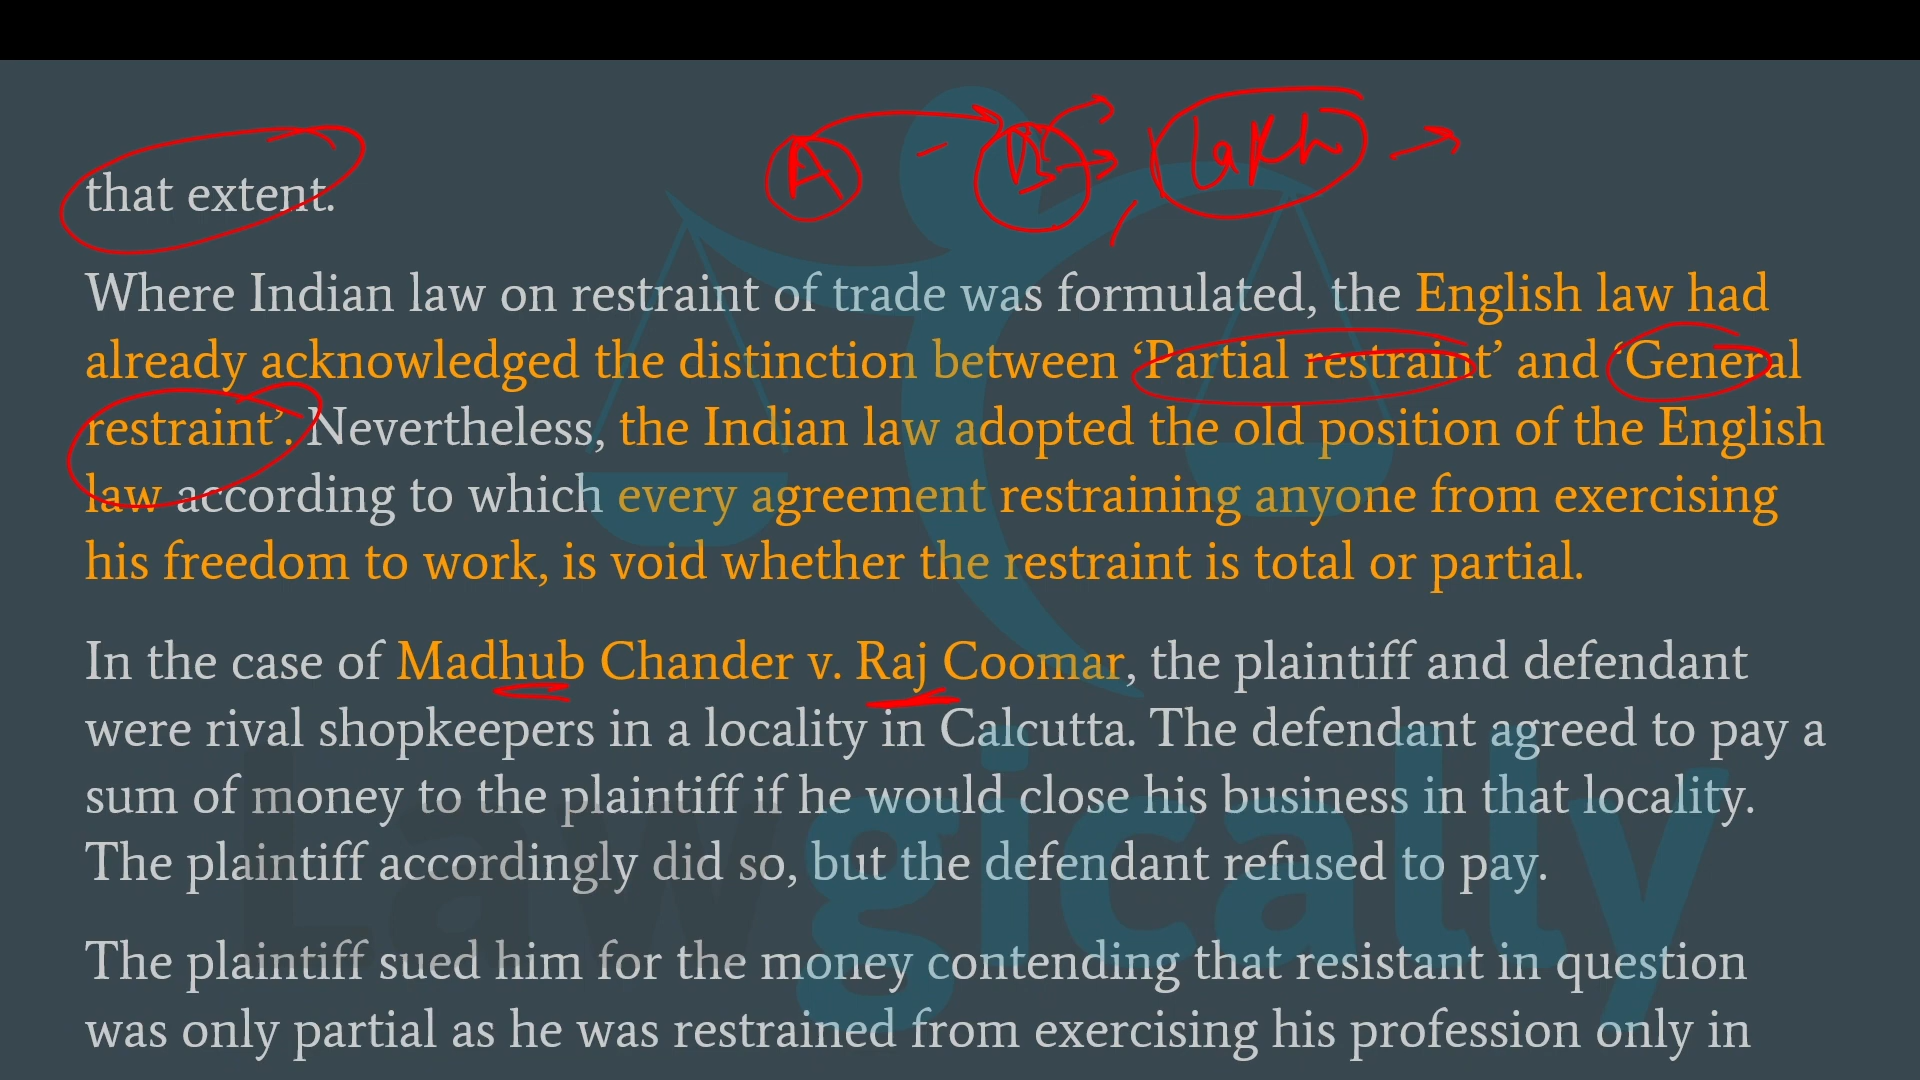 A - B lakh
that extent.
Where Indian law on restraint of trade was formulated, the English law had
already acknowledged the distinction between ‘Partial restraint’ and ‘General
restraint’. Nevertheless, the Indian law adopted the old position of the English
law according to which every agreement restraining anyone from exercising
his freedom to work, is void whether the restraint is total or partial.
In the case of Madhub Chander v. Raj Coomar, the plaintiff and defendant
were rival shopkeepers in a locality in Calcutta. The defendant agreed to pay a
sum of money to the plaintiff if he would close his business in that locality.
The plaintiff accordingly did so, but the defendant refused to pay.
Lawgically
The plaintiff sued him for the money contending that resistant in question
was only partial as he was restrained from exercising his profession only in